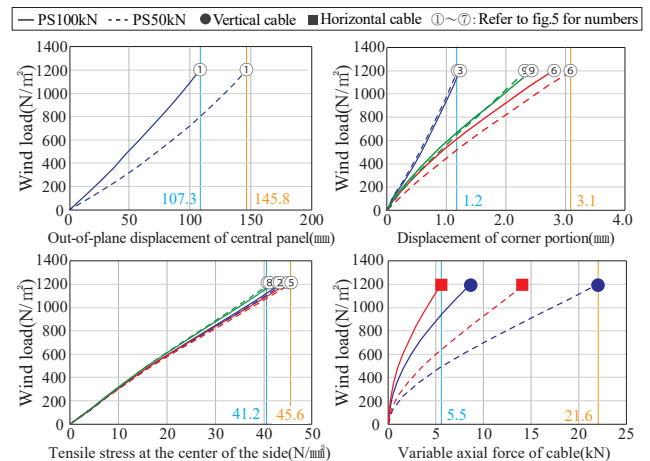 PS100kN PS50kN Vertical cable Horizontal cable ①～⑦: Refer to fig.5 for numbers
Wind load(N/㎡)
1400
1200
1000
800
600
400
200
0
① ①
107.3 145.8
0 50 100 150 200
Out-of-plane displacement of central panel(㎜)
Wind load(N/㎡)
1400
1200
1000
800
600
400
200
0
③ ⑨ ⑨ ⑥ ⑥
1.2 3.1
0 1.0 2.0 3.0 4.0
Displacement of corner portion(㎜)
Wind load(N/㎡)
1400
1200
1000
800
600
400
200
0
⑧ ② ⑤
41.2 45.6
0 10 20 30 40 50
Tensile stress at the center of the side(N/㎟)
Wind load(N/㎡)
1400
1200
1000
800
600
400
200
0
5.5 21.6
0 5 10 15 20 25
Variable axial force of cable(kN)